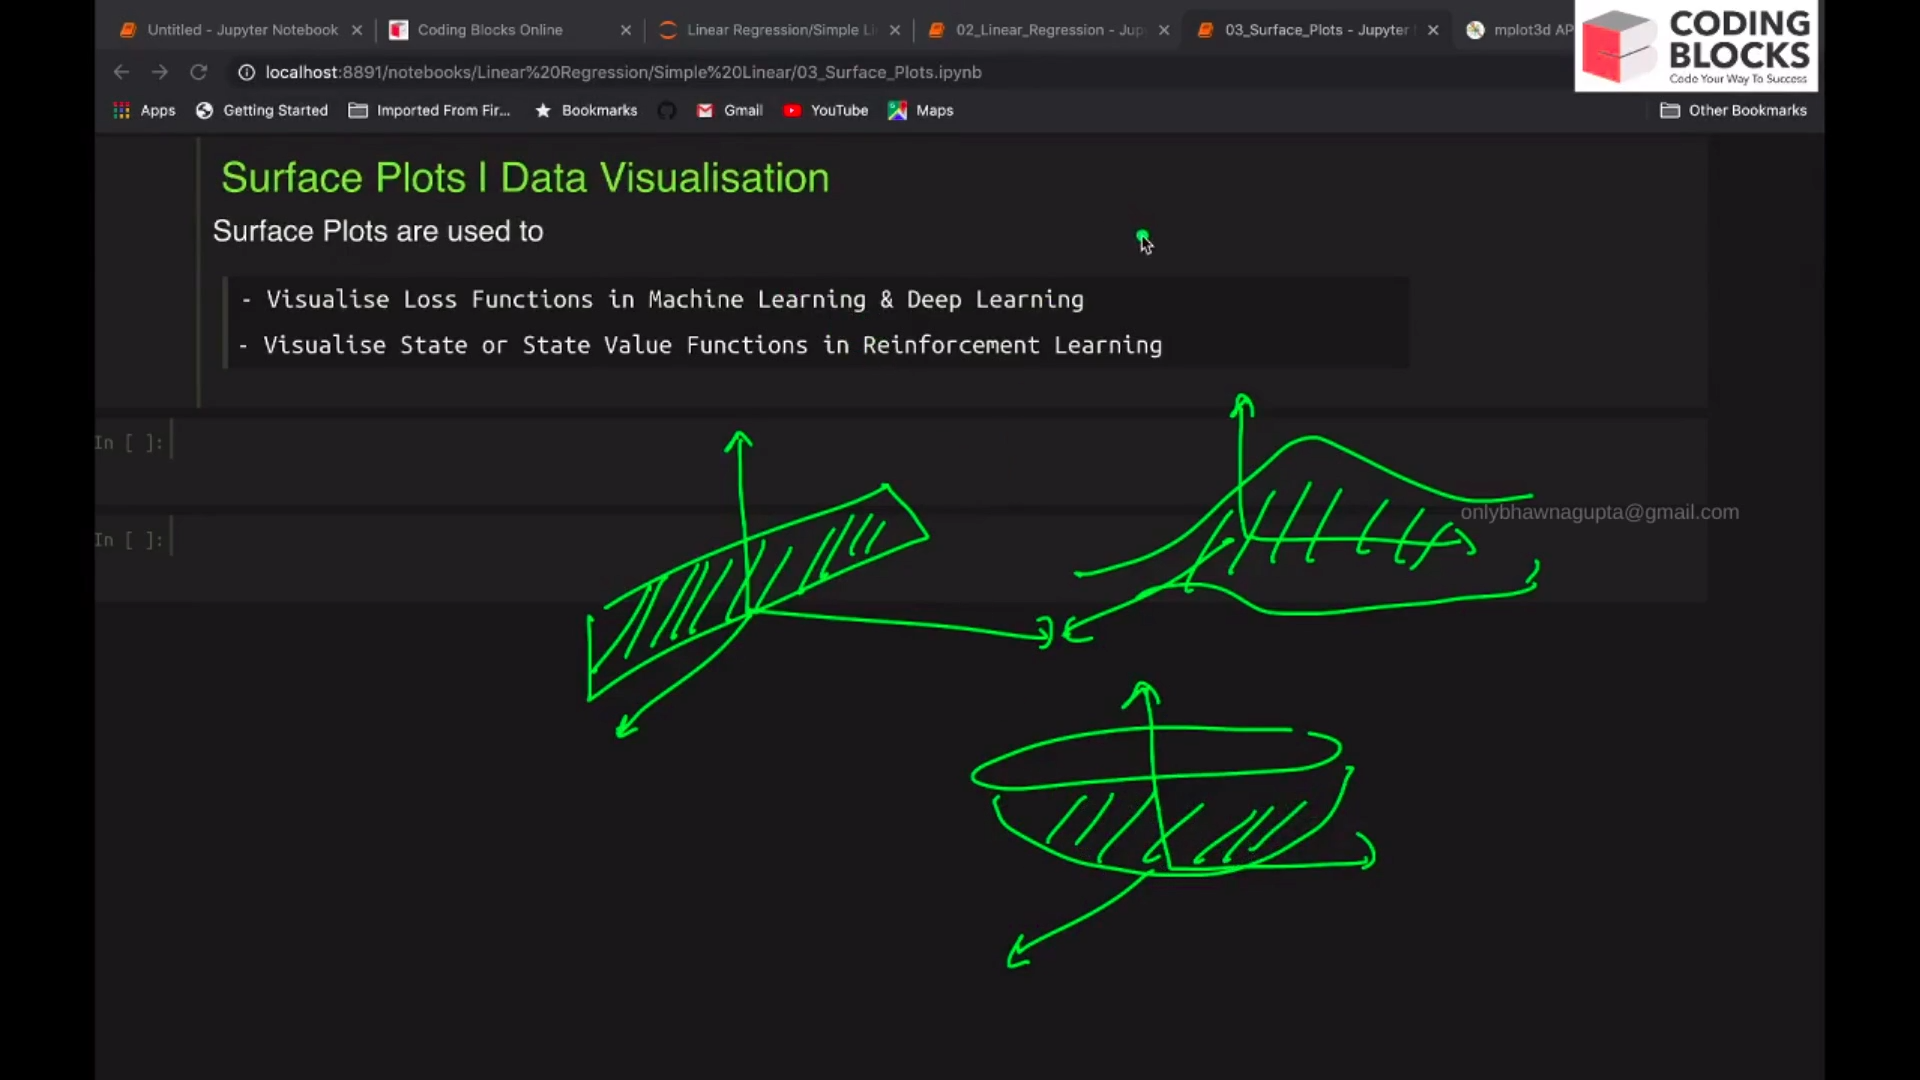 Untitled - Jupyter Notebook
Coding Blocks Online
Linear Regression/Simple Li
02_Linear_Regression - Jup
03_Surface_Plots - Jupyter
mplot3d AP
CODING
BLOCKS
Code Your Way To Success
localhost:8891/notebooks/Linear%20Regression/Simple%20Linear/03_Surface_Plots.ipynb
Apps
Getting Started
Imported From Fir...
Bookmarks
Gmail
YouTube
Maps
Other Bookmarks
Surface Plots | Data Visualisation
Surface Plots are used to
- Visualise Loss Functions in Machine Learning & Deep Learning
- Visualise State or State Value Functions in Reinforcement Learning
In [ ]:
onlybhawnagupta@gmail.com
In [ ]: